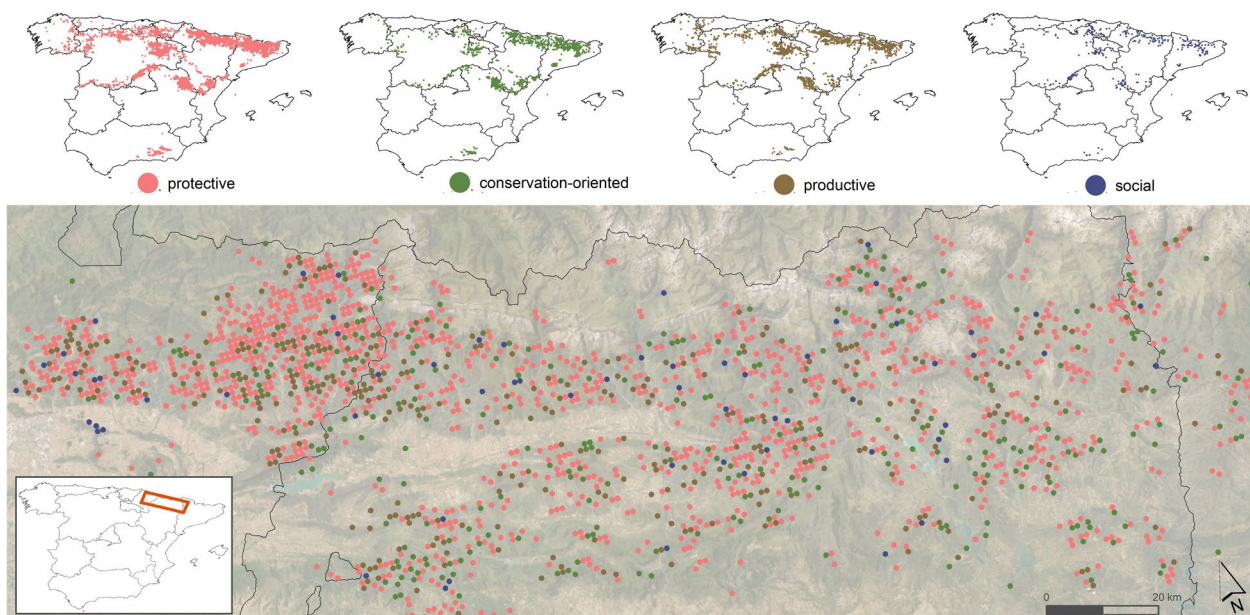 protective
conservation-oriented
productive
social
N
0 20 km